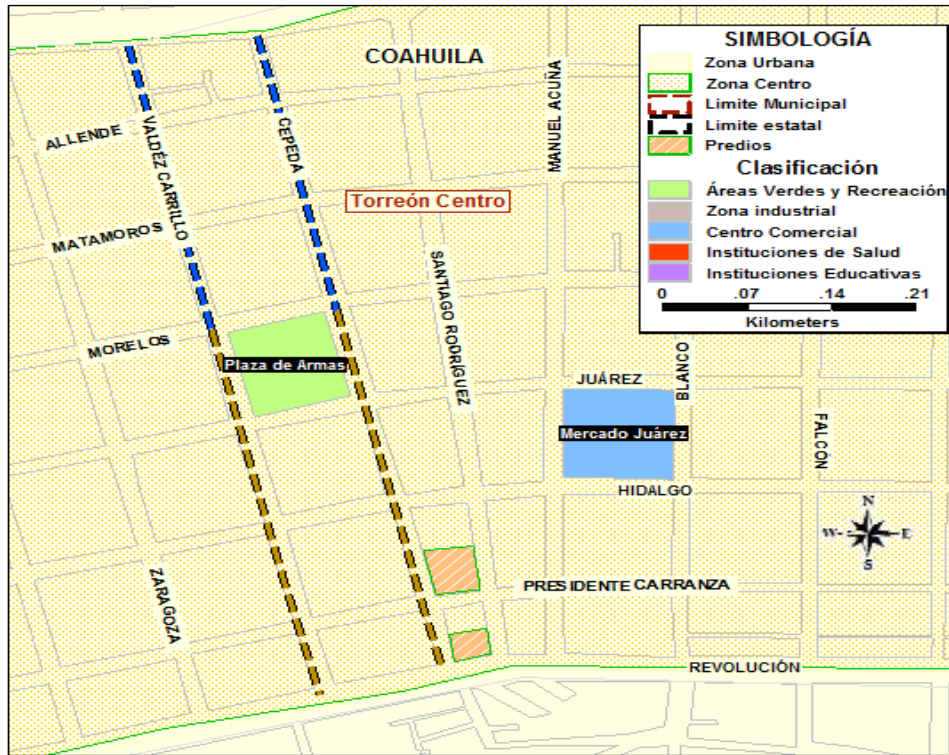 COAHUILA
MANUEL ACUÑA
ALLENDE
VALDÉZ CARRILLO
CEPEDA
Torreón Centro
MATAMOROS
SANTIAGO RODRÍGUEZ
MORELOS
Plaza de Armas
JUÁREZ
BLANCO
Mercado Juárez
FALCÓN
HIDALGO
ZARAGOZA
PRESIDENTE CARRANZA
REVOLUCIÓN
SIMBOLOGÍA
Zona Urbana
Zona Centro
Limite Municipal
Limite estatal
Predios
Clasificación
Áreas Verdes y Recreación
Zona industrial
Centro Comercial
Instituciones de Salud
Instituciones Educativas
0 .07 .14 .21
Kilometers
N
W E
S